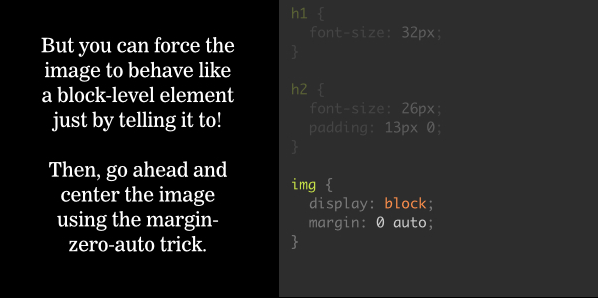 But you can force the
image to behave like
a block-level element
just by telling it to!
Then, go ahead and
center the image
using the margin-
zero-auto trick.
h1 {
font-size: 32px;
}
h2 {
font-size: 26px;
padding: 13px 0;
}
img {
display: block;
margin: 0 auto;
}